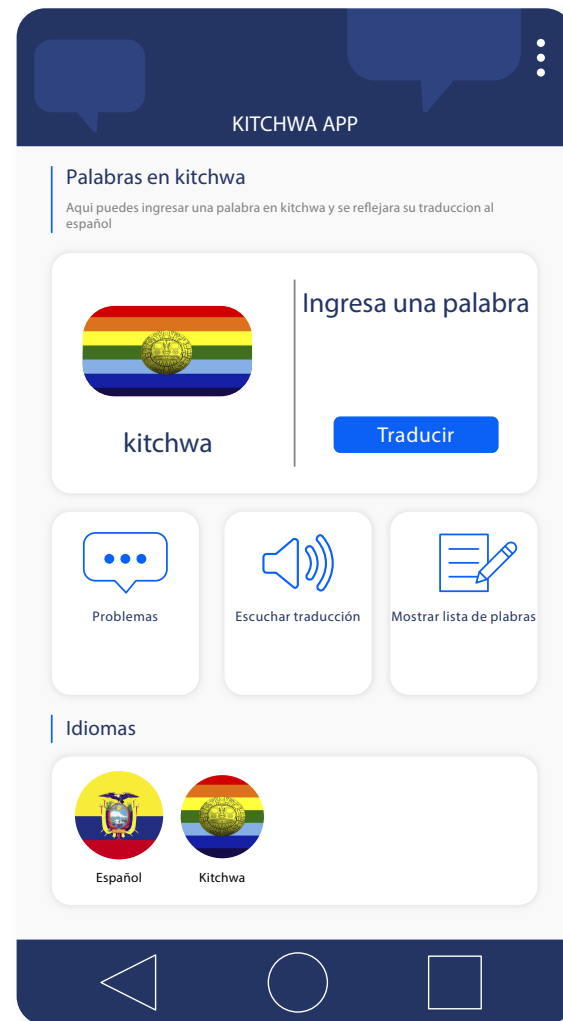 KITCHWA APP
Palabras en kitchwa
Aqui puedes ingresar una palabra en kitchwa y se reflejara su traduccion al
español
Ingresa una palabra
kitchwa
Traducir
Problemas
Escuchar traducción
Mostrar lista de plabras
Idiomas
Español
Kitchwa